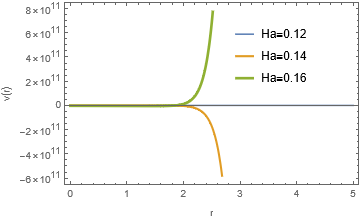 8×10¹¹
6×10¹¹
4×10¹¹
2×10¹¹
0
-2×10¹¹
-4×10¹¹
-6×10¹¹
v(r)
Ha=0.12
Ha=0.14
Ha=0.16
0 1 2 3 4 5
r